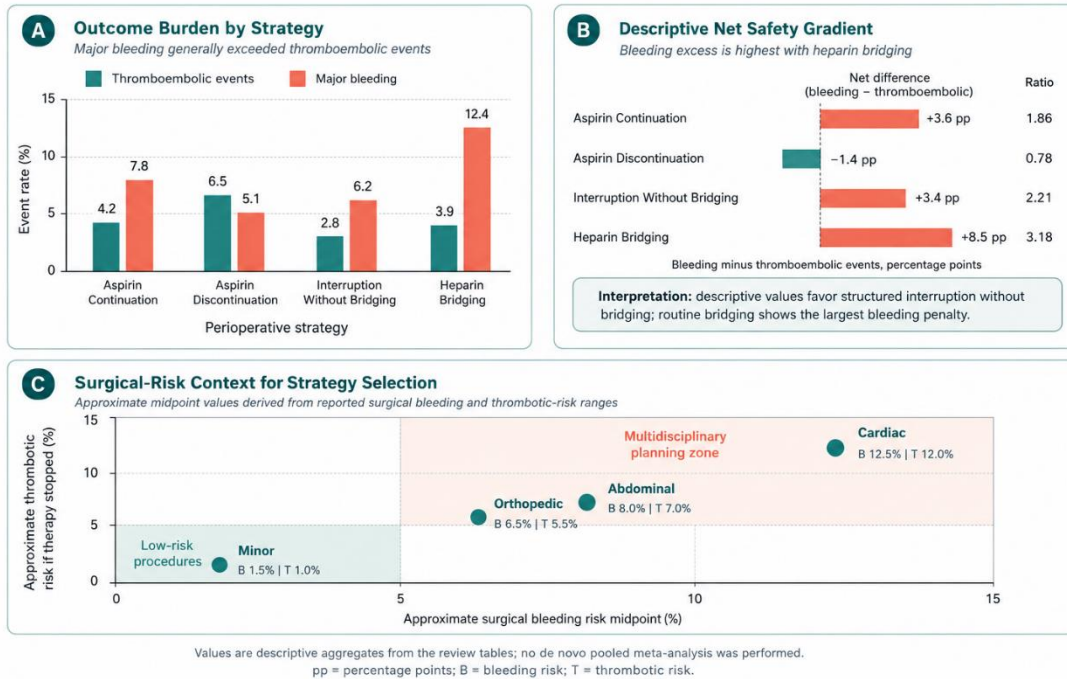 A
Outcome Burden by Strategy
Major bleeding generally exceeded thromboembolic events
Thromboembolic events
Major bleeding
Event rate (%)
15
10
5
0
4.2
7.8
6.5
5.1
2.8
6.2
3.9
12.4
Aspirin
Continuation
Aspirin
Discontinuation
Interruption
Without Bridging
Heparin
Bridging
Perioperative strategy
B
Descriptive Net Safety Gradient
Bleeding excess is highest with heparin bridging
Net difference
(bleeding – thromboembolic)
Ratio
Aspirin Continuation
+3.6 pp
1.86
Aspirin Discontinuation
−1.4 pp
0.78
Interruption Without Bridging
+3.4 pp
2.21
Heparin Bridging
+8.5 pp
3.18
Bleeding minus thromboembolic events, percentage points
Interpretation: descriptive values favor structured interruption without
bridging; routine bridging shows the largest bleeding penalty.
C
Surgical-Risk Context for Strategy Selection
Approximate midpoint values derived from reported surgical bleeding and thrombotic-risk ranges
Approximate thrombotic
risk if therapy stopped (%)
15
10
5
0
Multidisciplinary
planning zone
Cardiac
B 12.5% | T 12.0%
Abdominal
B 8.0% | T 7.0%
Orthopedic
B 6.5% | T 5.5%
Low-risk
procedures
Minor
B 1.5% | T 1.0%
0
5
10
15
Approximate surgical bleeding risk midpoint (%)
Values are descriptive aggregates from the review tables; no de novo pooled meta-analysis was performed.
pp = percentage points; B = bleeding risk; T = thrombotic risk.